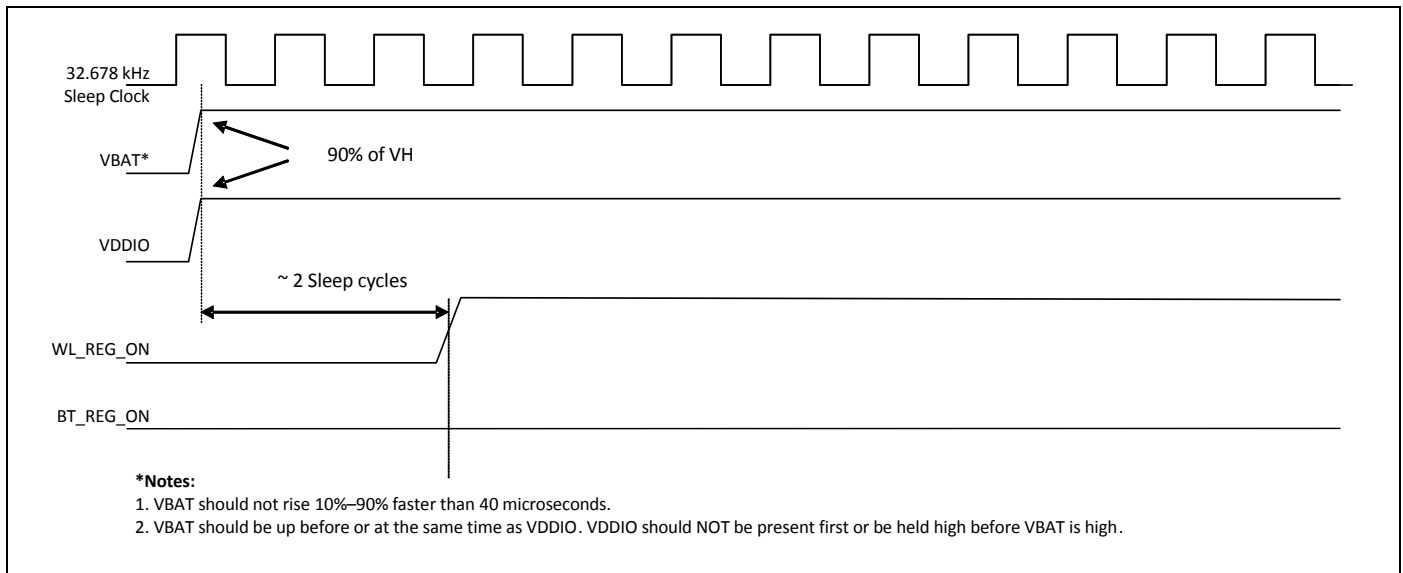 32.678 kHz
Sleep Clock
VBAT*
90% of VH
VDDIO
~ 2 Sleep cycles
WL_REG_ON
BT_REG_ON
*Notes:
1. VBAT should not rise 10%–90% faster than 40 microseconds.
2. VBAT should be up before or at the same time as VDDIO. VDDIO should NOT be present first or be held high before VBAT is high.